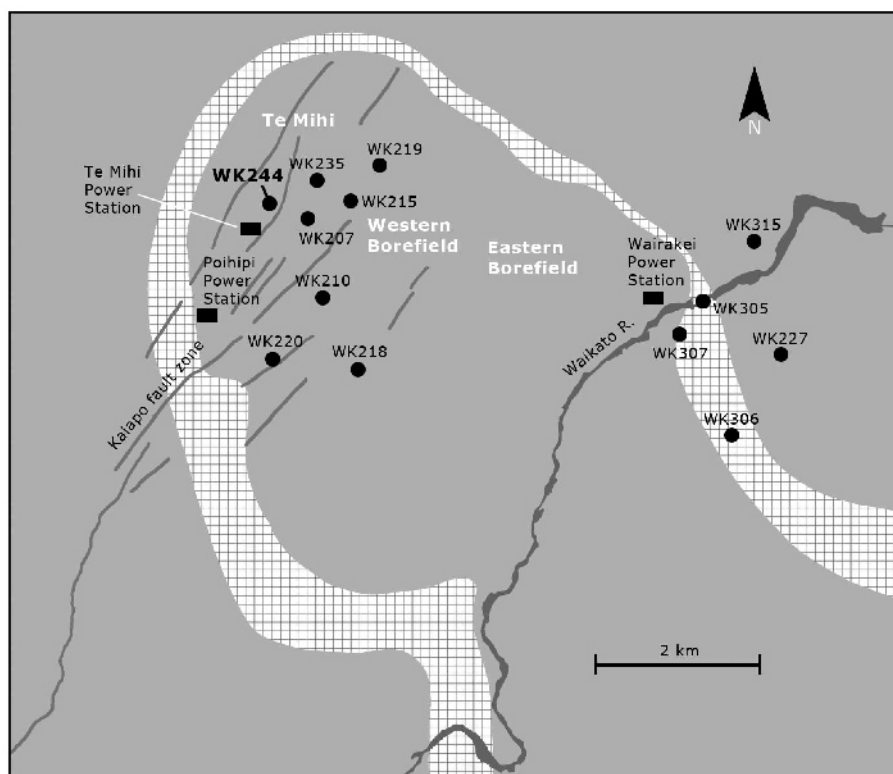 Te Mihi
WK219
WK235
Te Mihi
Power
Station
WK244
WK215
WK207
Western
Borefield
Eastern
Borefield
N
WK315
Wairakei
Power
Station
Poihipi
Power
Station
WK210
WK305
WK220
WK218
Waikato R.
WK307
WK227
Kaiapo fault zone
WK306
2 km